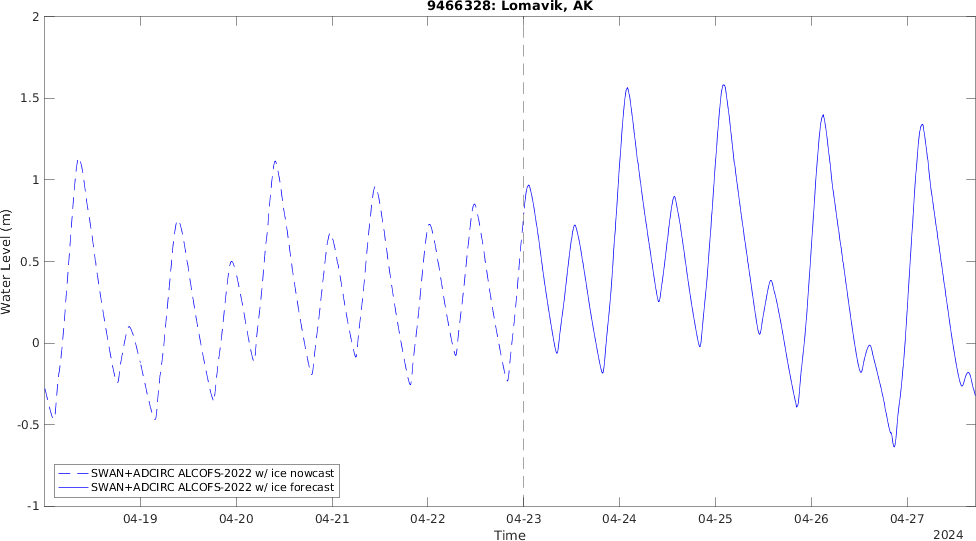 9466328: Lomavik, AK
2
1.5
1
0.5
0
-0.5
-1
Water Level (m)
SWAN+ADCIRC ALCOFS-2022 w/ ice nowcast
SWAN+ADCIRC ALCOFS-2022 w/ ice forecast
04-19 04-20 04-21 04-22 04-23 04-24 04-25 04-26 04-27
Time
2024